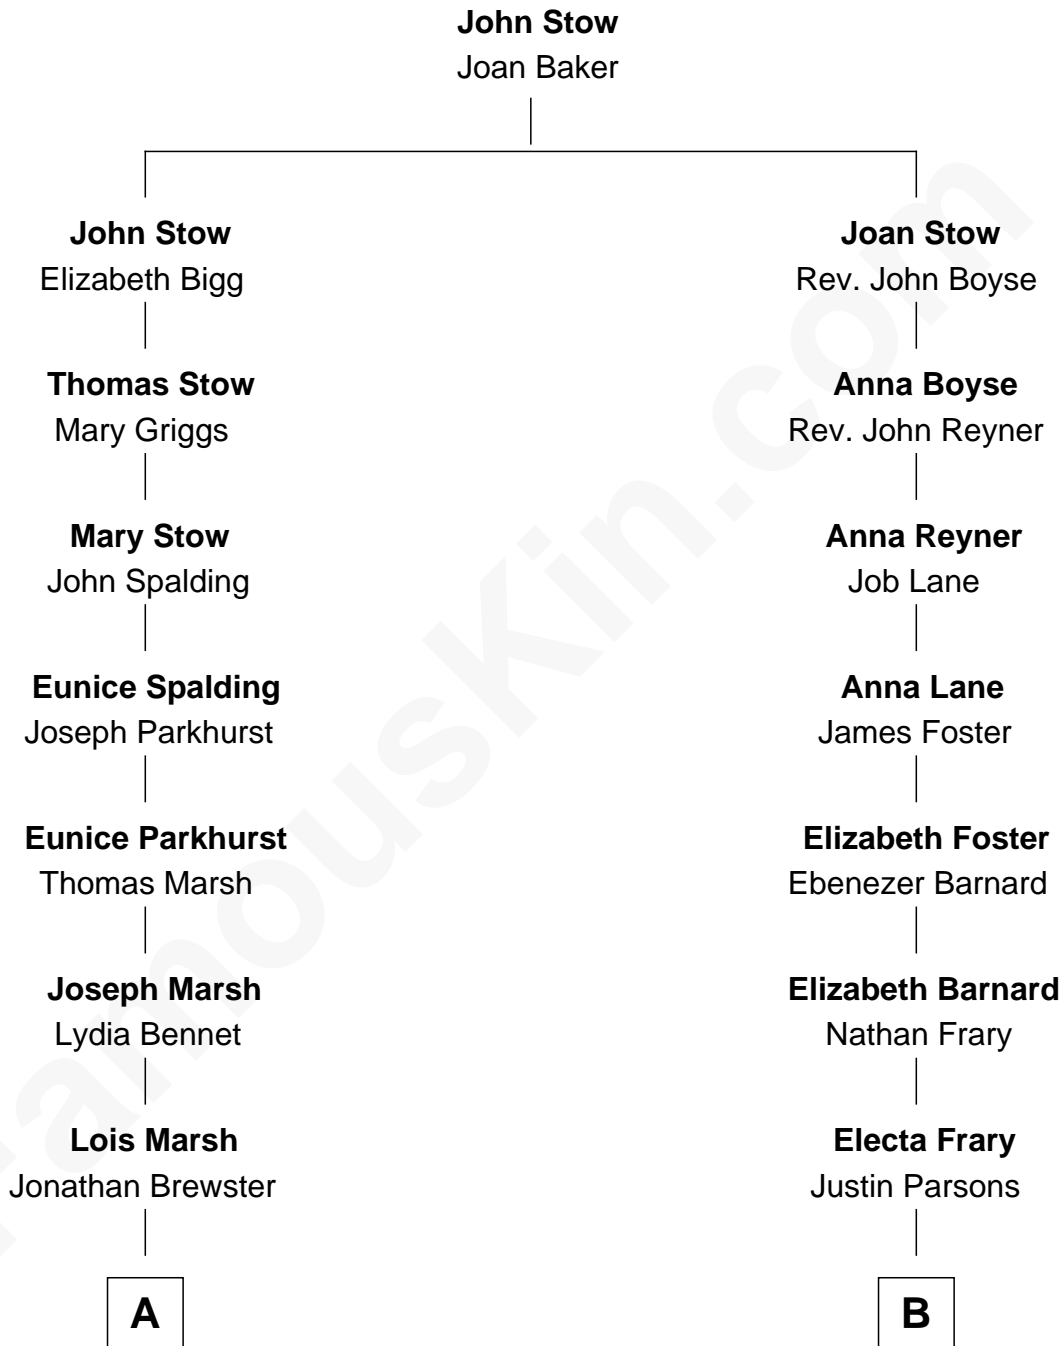 John Stow
Joan Baker
John Stow
Elizabeth Bigg
Thomas Stow
Mary Griggs
Mary Stow
John Spalding
Eunice Spalding
Joseph Parkhurst
Eunice Parkhurst
Thomas Marsh
Joseph Marsh
Lydia Bennet
Lois Marsh
Jonathan Brewster
A
Joan Stow
Rev. John Boyse
Anna Boyse
Rev. John Reyner
Anna Reyner
Job Lane
Anna Lane
James Foster
Elizabeth Foster
Ebenezer Barnard
Elizabeth Barnard
Nathan Frary
Electa Frary
Justin Parsons
B
FamousKin.com